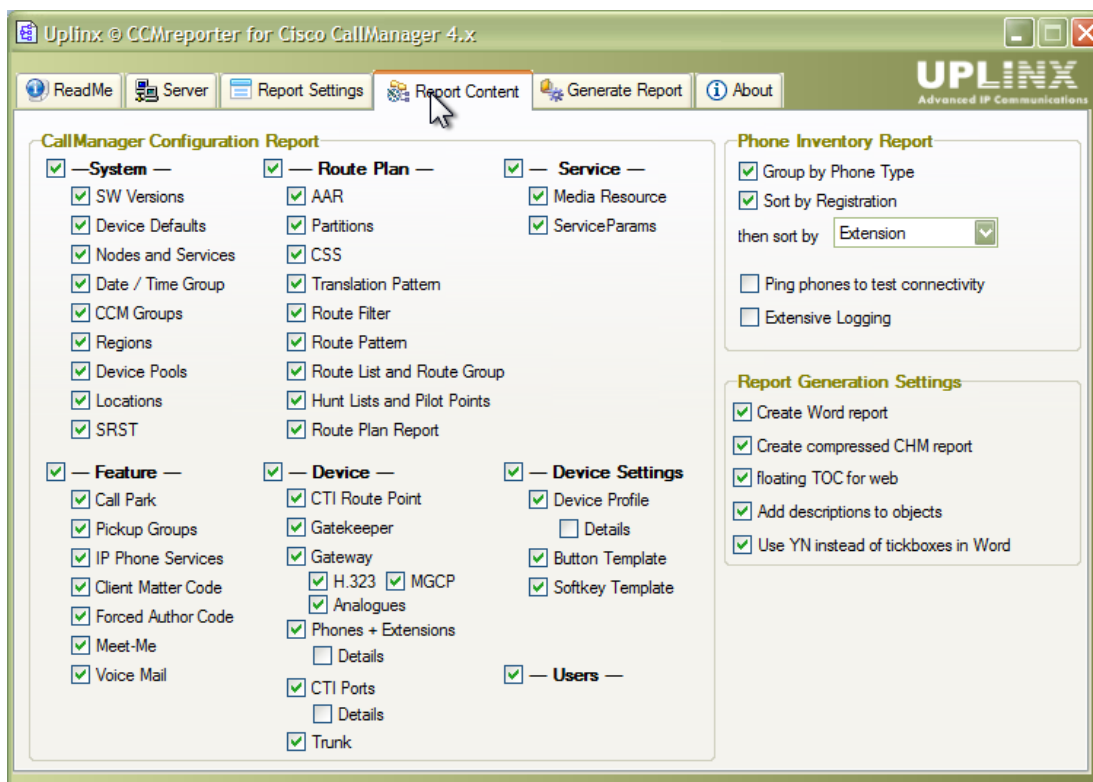 Uplinx © CCMreporter for Cisco CallManager 4.x
ReadMe
Server
Report Settings
Report Content
Generate Report
About
UPLINX
Advanced IP Communications
CallManager Configuration Report
—System —
SW Versions
Device Defaults
Nodes and Services
Date / Time Group
CCM Groups
Regions
Device Pools
Locations
SRST
— Route Plan —
AAR
Partitions
CSS
Translation Pattern
Route Filter
Route Pattern
Route List and Route Group
Hunt Lists and Pilot Points
Route Plan Report
— Service —
Media Resource
ServiceParams
— Feature —
Call Park
Pickup Groups
IP Phone Services
Client Matter Code
Forced Author Code
Meet-Me
Voice Mail
— Device —
CTI Route Point
Gatekeeper
Gateway
H.323 MGCP
Analogues
Phones + Extensions
Details
CTI Ports
Details
Trunk
— Device Settings
Device Profile
Details
Button Template
Softkey Template
— Users —
Phone Inventory Report
Group by Phone Type
Sort by Registration
then sort by Extension
Ping phones to test connectivity
Extensive Logging
Report Generation Settings
Create Word report
Create compressed CHM report
floating TOC for web
Add descriptions to objects
Use YN instead of tickboxes in Word